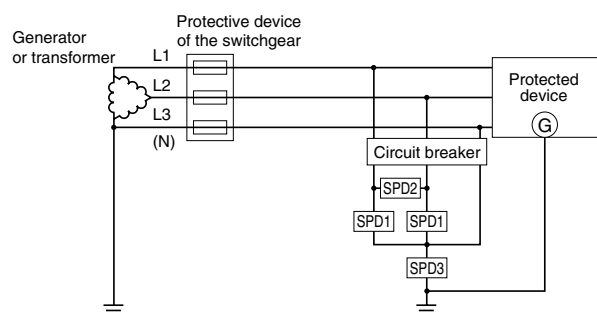 Generator
or transformer
Protective device
of the switchgear
L1
L2
L3
(N)
Protected
device
G
Circuit breaker
SPD2
SPD1
SPD1
SPD3